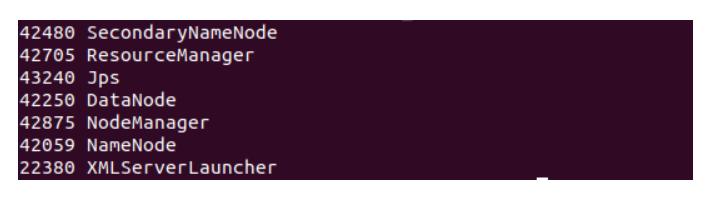 42480 SecondaryNameNode
42705 ResourceManager
43240 Jps
42250 DataNode
42875 NodeManager
42059 NameNode
22380 XMLServerLauncher